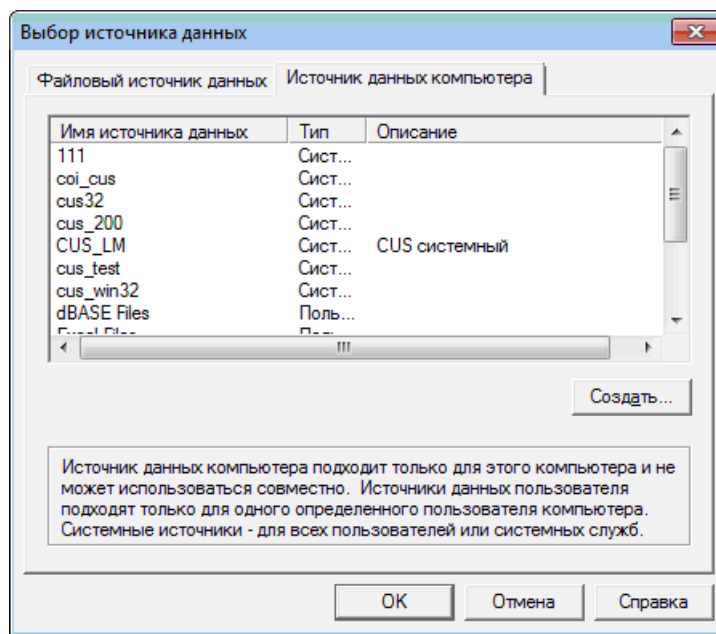 Выбор источника данных
Файловый источник данных Источник данных компьютера
Имя источника данных Тип Описание
111 Сист...
coi_cus Сист...
cus32 Сист...
cus_200 Сист...
CUS_LM Сист... CUS системный
cus_test Сист...
cus_win32 Сист...
dBASE Files Поль...
Excel Files Поль...
Создать...
Источник данных компьютера подходит только для этого компьютера и не
может использоваться совместно. Источники данных пользователя
подходят только для одного определенного пользователя компьютера.
Системные источники - для всех пользователей или системных служб.
OK Отмена Справка